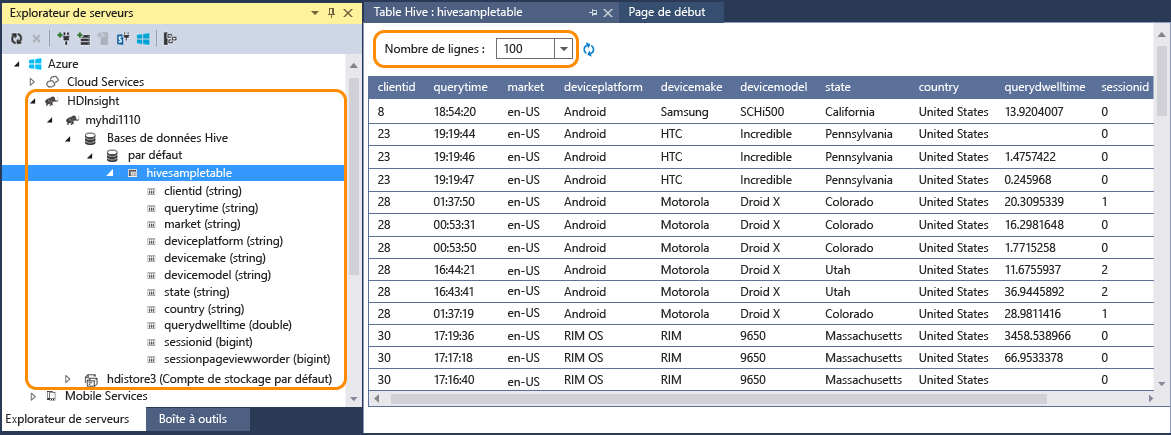 Explorateur de serveurs
Azure
Cloud Services
HDInsight
myhdi1110
Bases de données Hive
par défaut
hivesampletable
clientid (string)
querytime (string)
market (string)
deviceplatform (string)
devicemake (string)
devicemodel (string)
state (string)
country (string)
querydwelltime (double)
sessionid (bigint)
sessionpageviewworder (bigint)
hdistore3 (Compte de stockage par défaut)
Mobile Services
Explorateur de serveurs Boîte à outils
Table Hive : hivesampletable Page de début
Nombre de lignes : 100
clientid querytime market deviceplatform devicemake devicemodel state country querydwelltime sessionid
8 18:54:20 en-US Android Samsung SCHi500 California United States 13.9204007 0
23 19:19:44 en-US Android HTC Incredible Pennsylvania United States 0
23 19:19:46 en-US Android HTC Incredible Pennsylvania United States 1.4757422 0
23 19:19:47 en-US Android HTC Incredible Pennsylvania United States 0.245968 0
28 01:37:50 en-US Android Motorola Droid X Colorado United States 20.3095339 1
28 00:53:31 en-US Android Motorola Droid X Colorado United States 16.2981648 0
28 00:53:50 en-US Android Motorola Droid X Colorado United States 1.7715258 0
28 16:44:21 en-US Android Motorola Droid X Utah United States 11.6755937 2
28 16:43:41 en-US Android Motorola Droid X Utah United States 36.9445892 2
28 01:37:19 en-US Android Motorola Droid X Colorado United States 28.9811416 1
30 17:19:36 en-US RIM OS RIM 9650 Massachusetts United States 3458.538966 0
30 17:17:18 en-US RIM OS RIM 9650 Massachusetts United States 66.9533378 0
30 17:16:40 en-US RIM OS RIM 9650 Massachusetts United States 0